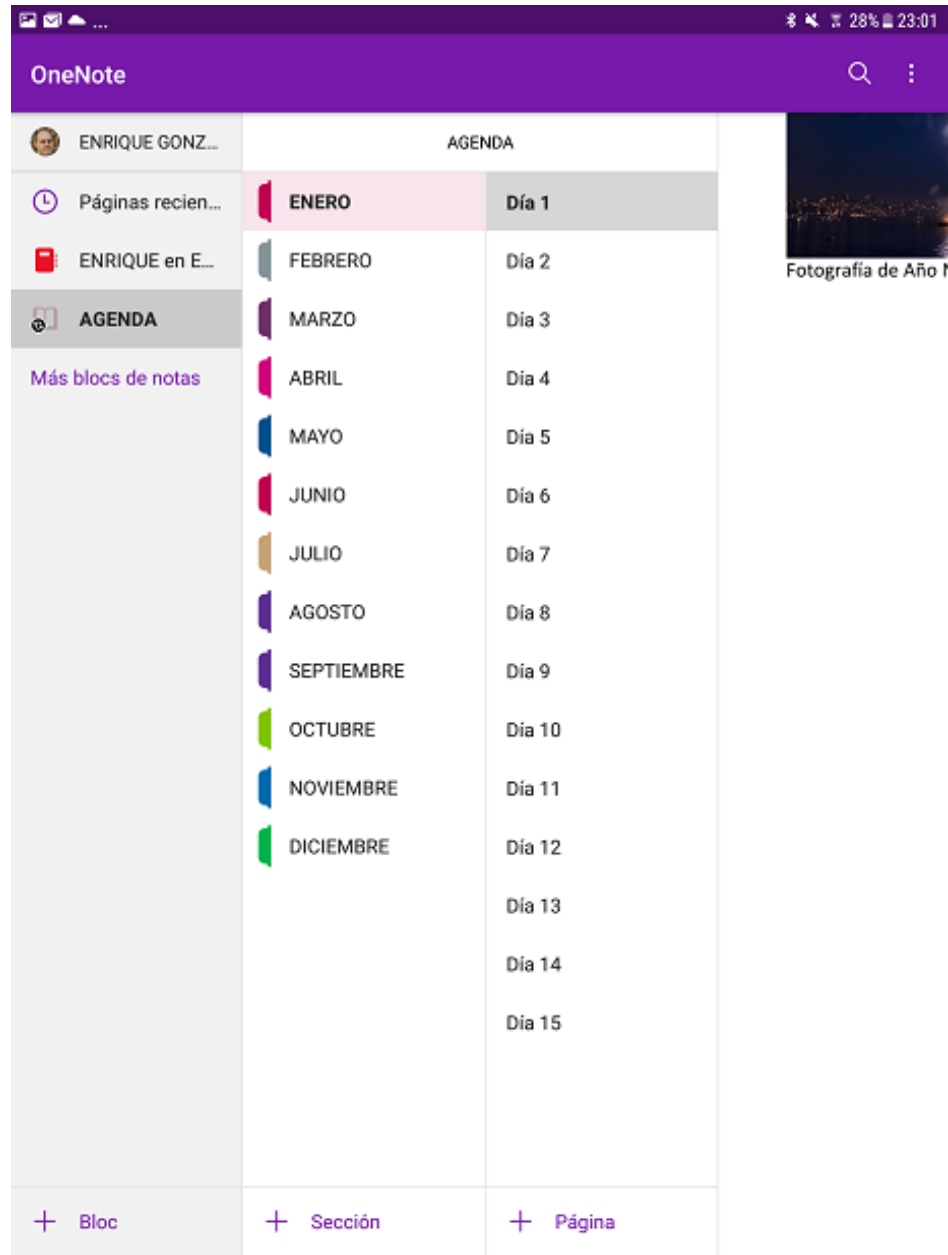 ... 28% 23:01
OneNote
ENRIQUE GONZ...
Páginas recien...
ENRIQUE en E...
AGENDA
Más blocs de notas
+ Bloc
AGENDA
ENERO
FEBRERO
MARZO
ABRIL
MAYO
JUNIO
JULIO
AGOSTO
SEPTIEMBRE
OCTUBRE
NOVIEMBRE
DICIEMBRE
+ Sección
Día 1
Día 2
Día 3
Día 4
Día 5
Día 6
Día 7
Día 8
Día 9
Día 10
Día 11
Día 12
Día 13
Día 14
Día 15
+ Página
Fotografía de Año